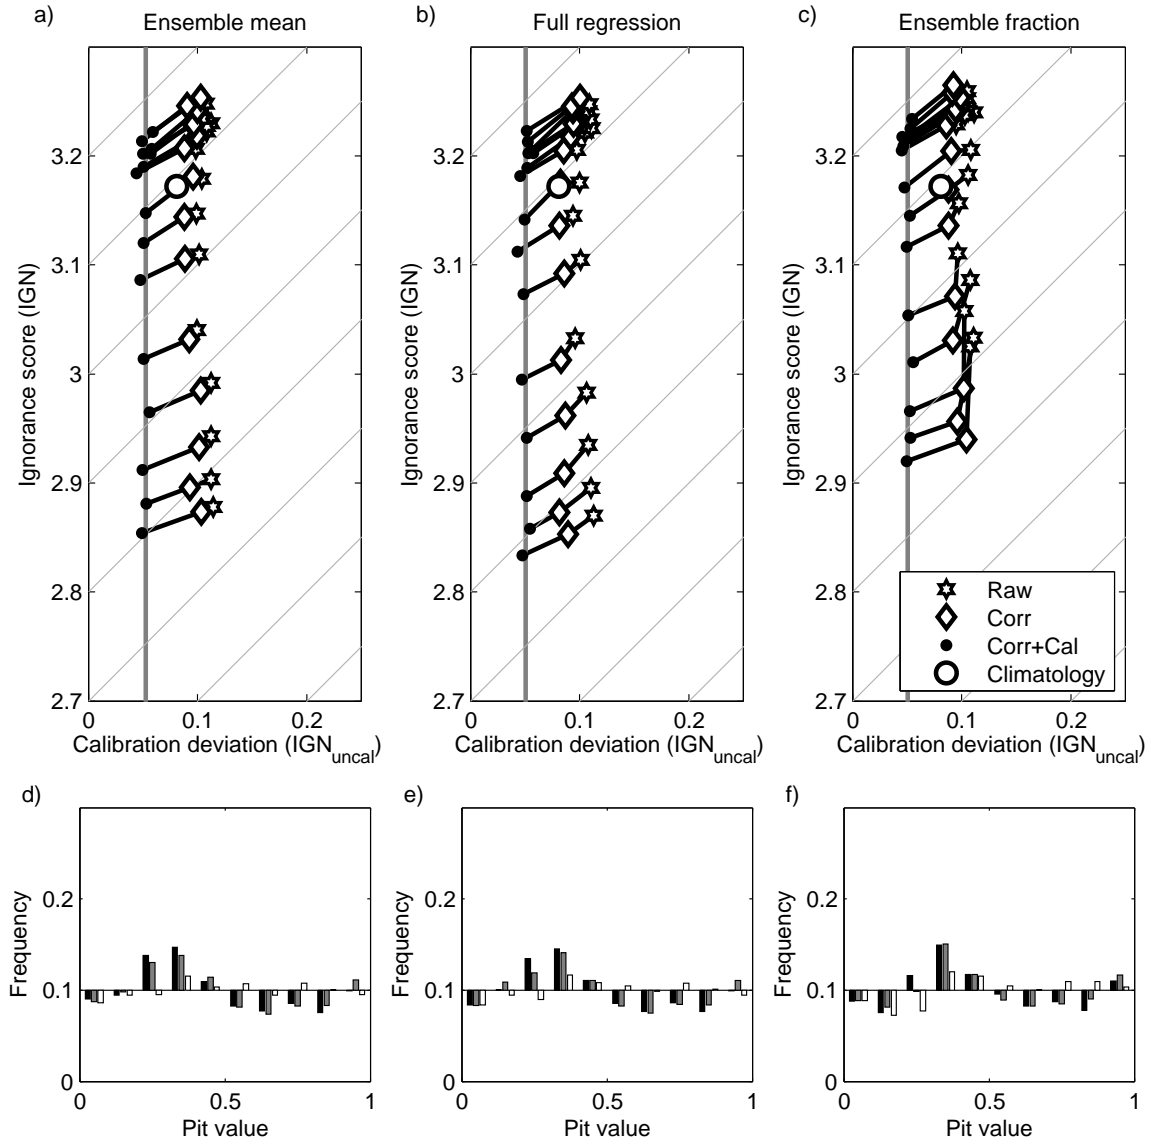 a) Ensemble mean
b) Full regression
c) Ensemble fraction
Ignorance score (IGN)
3.2
3.1
3
2.9
2.8
2.7
0 0.1 0.2
Calibration deviation (IGN_uncal)
Ignorance score (IGN)
3.2
3.1
3
2.9
2.8
2.7
0 0.1 0.2
Calibration deviation (IGN_uncal)
Ignorance score (IGN)
3.2
3.1
3
2.9
2.8
2.7
0 0.1 0.2
Calibration deviation (IGN_uncal)
Raw
Corr
Corr+Cal
Climatology
d)
Frequency
0.2
0.1
0
0 0.5 1
Pit value
e)
Frequency
0.2
0.1
0
0 0.5 1
Pit value
f)
Frequency
0.2
0.1
0
0 0.5 1
Pit value